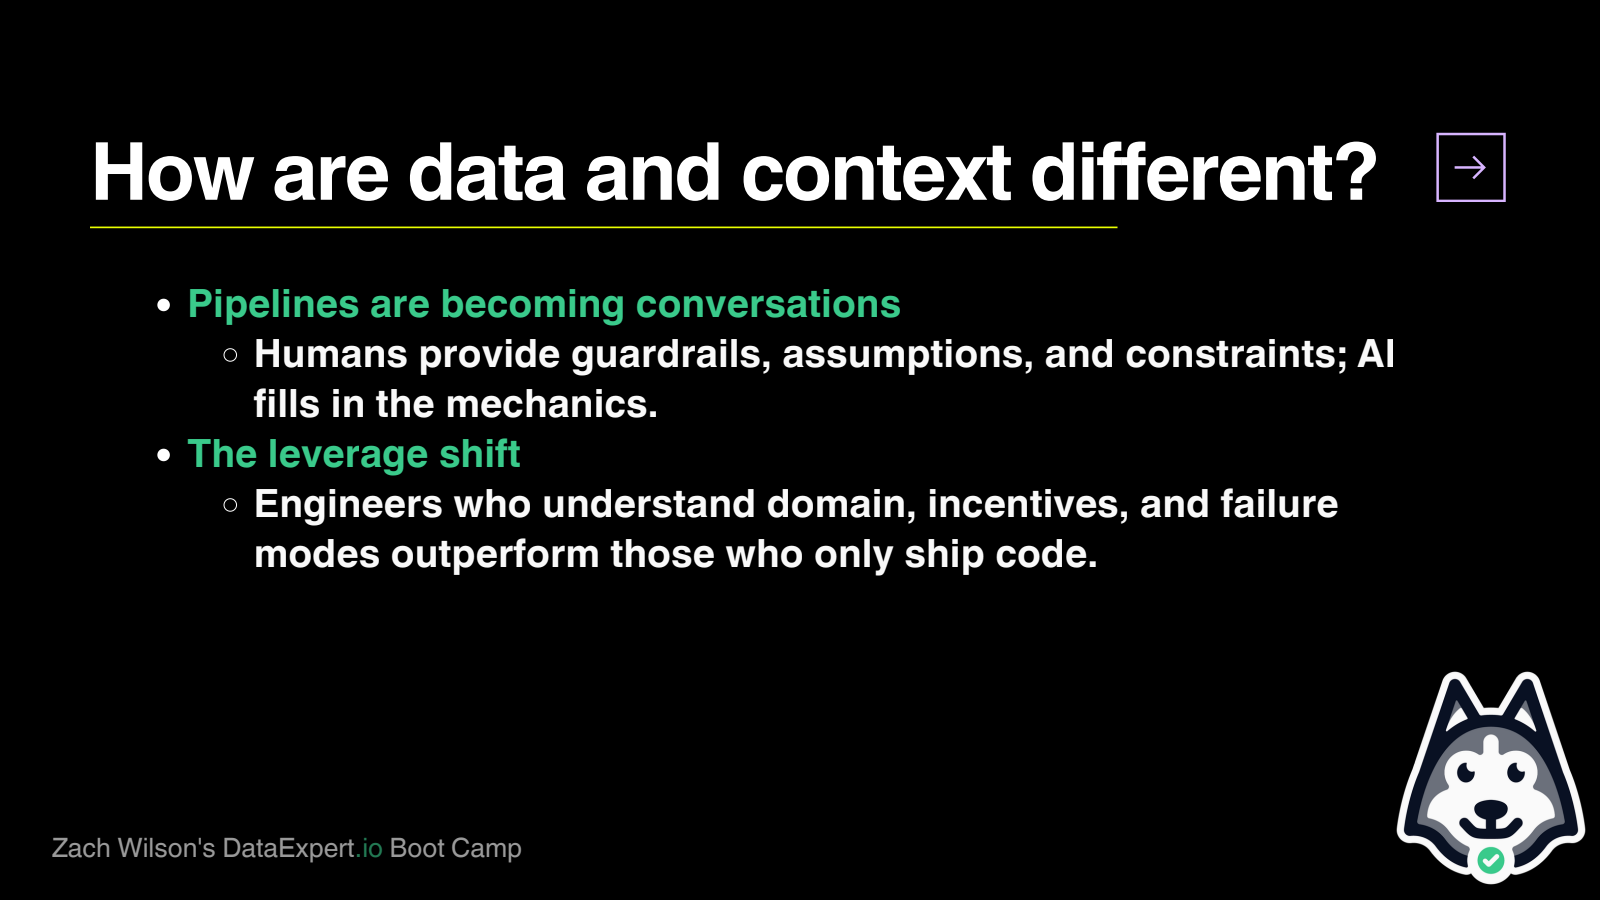 How are data and context different?
Pipelines are becoming conversations
Humans provide guardrails, assumptions, and constraints; AI
fills in the mechanics.
The leverage shift
Engineers who understand domain, incentives, and failure
modes outperform those who only ship code.
Zach Wilson's DataExpert.io Boot Camp